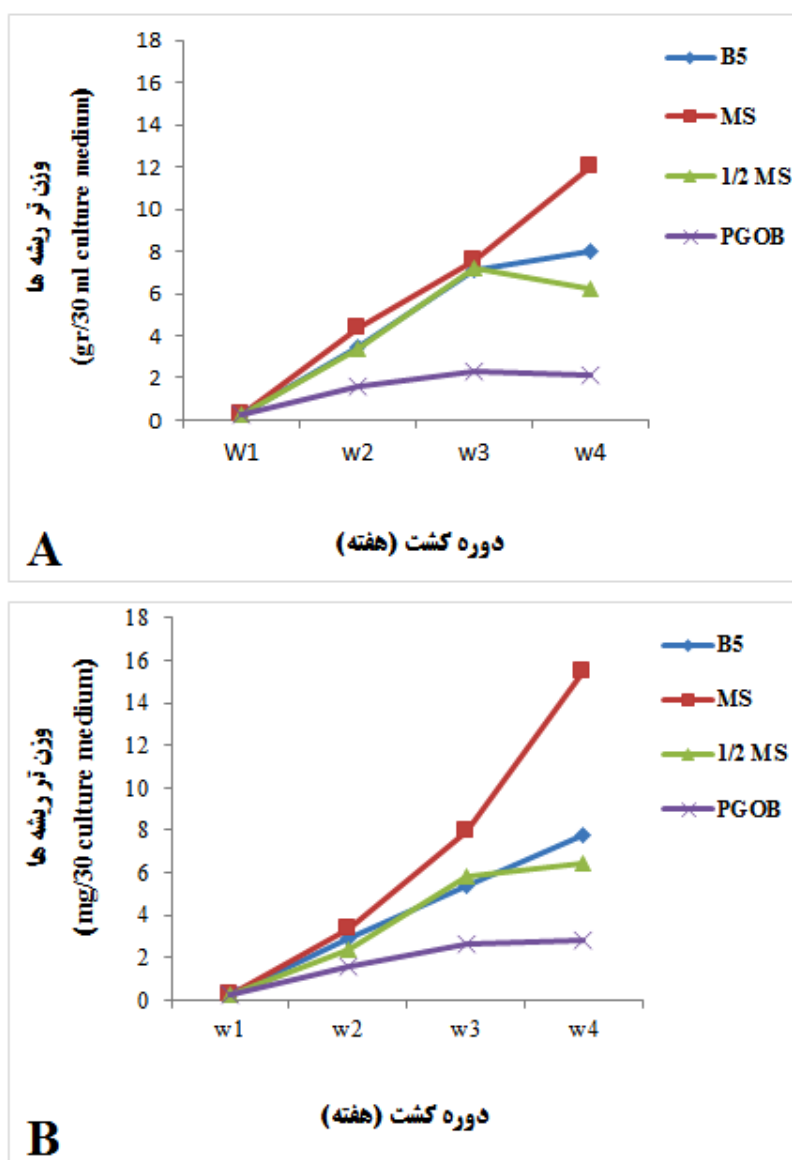 18
16
14
12
10
8
6
4
2
0
وزن تر ریشه ها
(gr/30 ml culture medium)
W1 w2 w3 w4
دوره کشت (هفته)
B5
MS
1/2 MS
PGOB
A
18
16
14
12
10
8
6
4
2
0
وزن تر ریشه ها
(mg/30 culture medium)
w1 w2 w3 w4
دوره کشت (هفته)
B5
MS
1/2 MS
PGOB
B